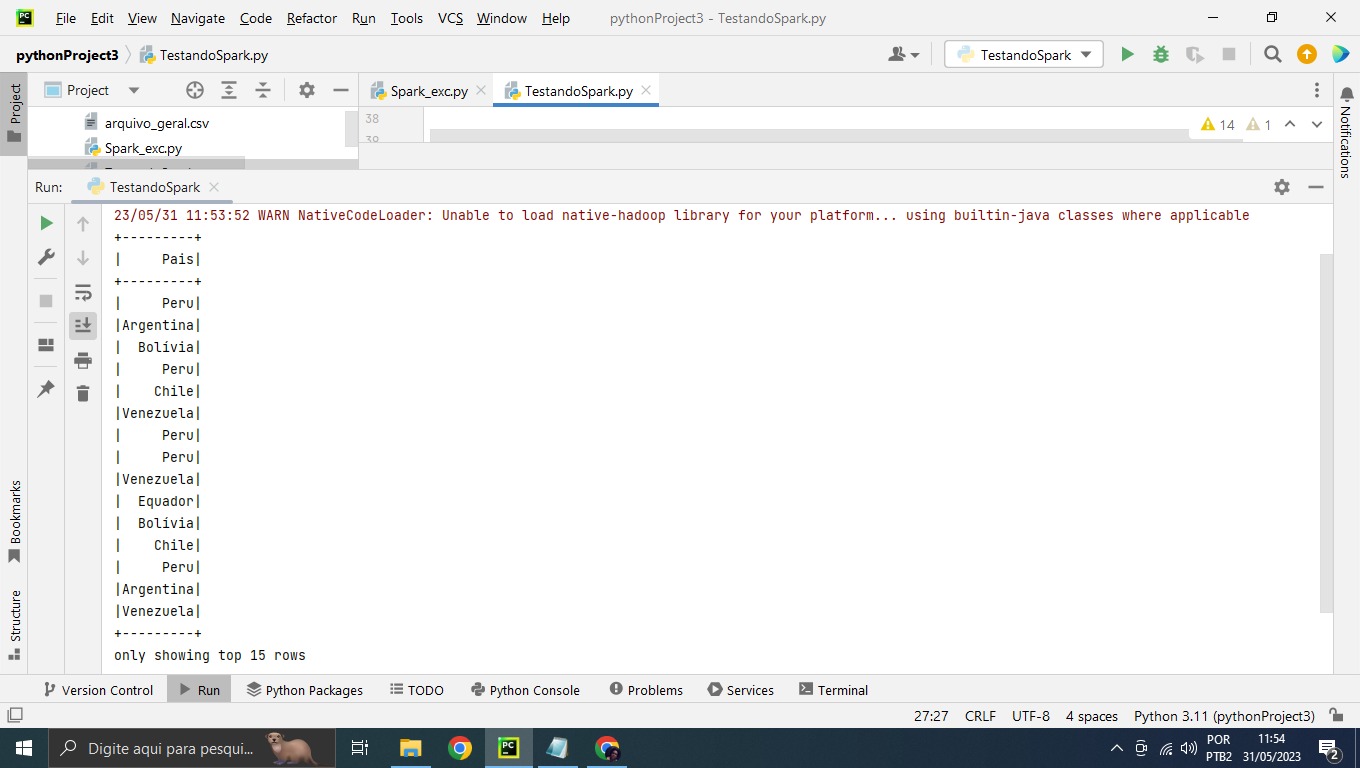 PC File Edit View Navigate Code Refactor Run Tools VCS Window Help pythonProject3 - TestandoSpark.py
pythonProject3 TestandoSpark.py TestandoSpark
Project Project Spark_exc.py TestandoSpark.py
arquivo_geral.csv 38 14 1
Spark_exc.py 39
Notifications
Run: TestandoSpark
23/05/31 11:53:52 WARN NativeCodeLoader: Unable to load native-hadoop library for your platform... using builtin-java classes where applicable
+---------+
|     Pais|
+---------+
|     Peru|
|Argentina|
|  Bolívia|
|     Peru|
|    Chile|
|Venezuela|
|     Peru|
|     Peru|
|Venezuela|
|  Equador|
|  Bolívia|
|    Chile|
|     Peru|
|Argentina|
|Venezuela|
+---------+
only showing top 15 rows
Bookmarks
Structure
Version Control Run Python Packages TODO Python Console Problems Services Terminal
27:27 CRLF UTF-8 4 spaces Python 3.11 (pythonProject3)
Digite aqui para pesqui... PC POR 11:54
PTB2 31/05/2023 2